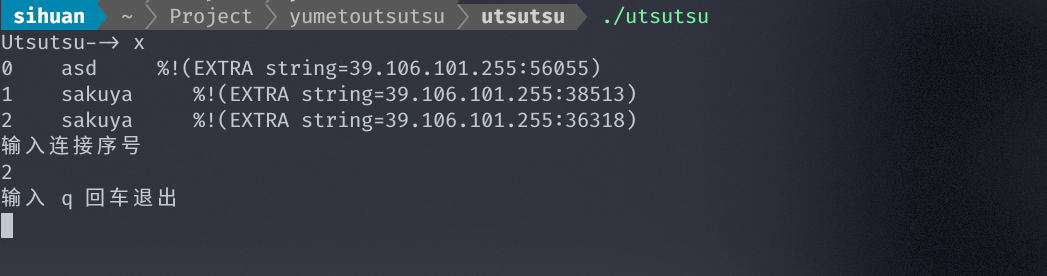 sihuan ~ Project yumetoutsutsu utsutsu ./utsutsu
Utsutsu--> x
0    asd     %!(EXTRA string=39.106.101.255:56055)
1    sakuya     %!(EXTRA string=39.106.101.255:38513)
2    sakuya     %!(EXTRA string=39.106.101.255:36318)
输入连接序号
2
输入 q 回车退出